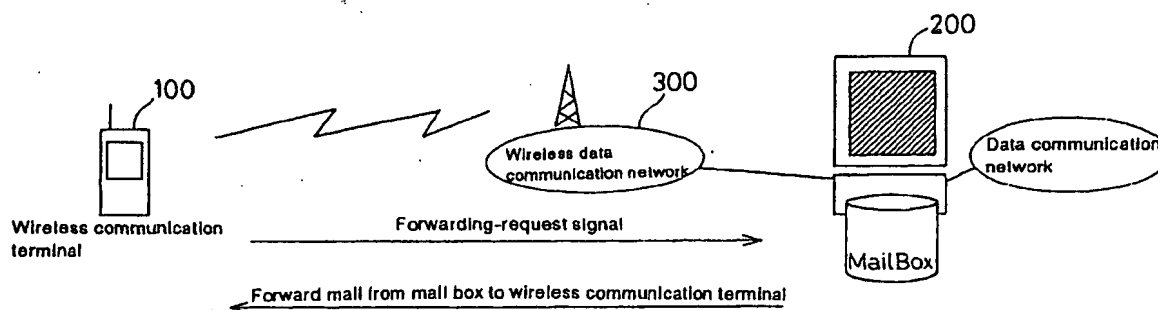 200
100
300
Wireless data
communication network
Data communication
network
Wireless communication
terminal
Forwarding-request signal
MailBox
Forward mail from mail box to wireless communication terminal